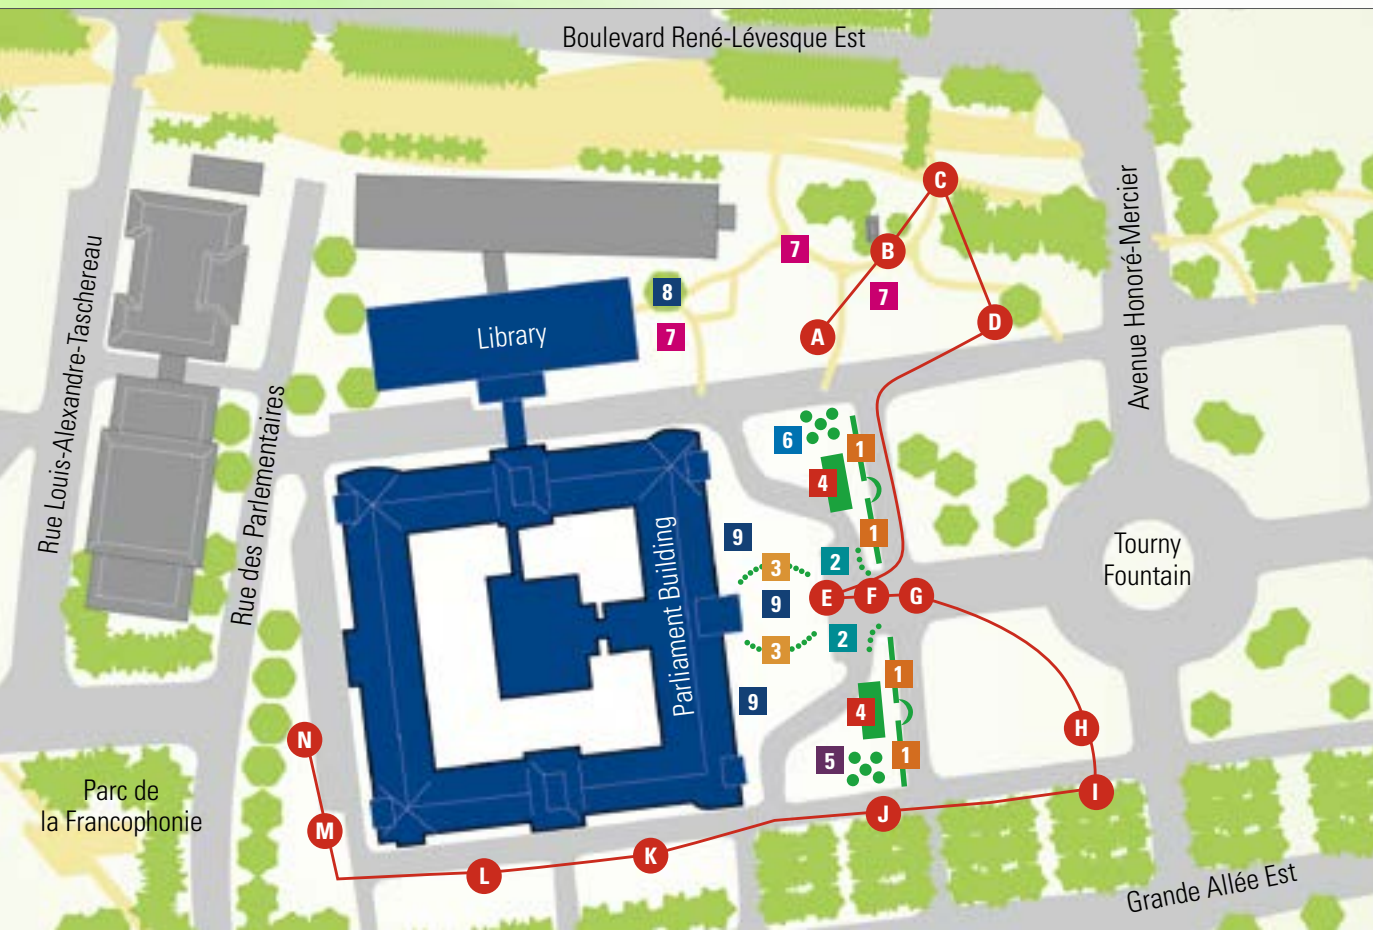 Boulevard René-Lévesque Est
C
Avenue Honoré-Mercier
7
B
8
7
A
D
7
Library
Rue Louis-Alexandre-Taschereau
Rue des Parlementaires
6
1
4
1
9
2
3
Parliament Building
9
E
F
G
Tourny
Fountain
2
3
1
9
4
H
N
1
5
I
Parc de
la Francophonie
J
M
K
L
Grande Allée Est